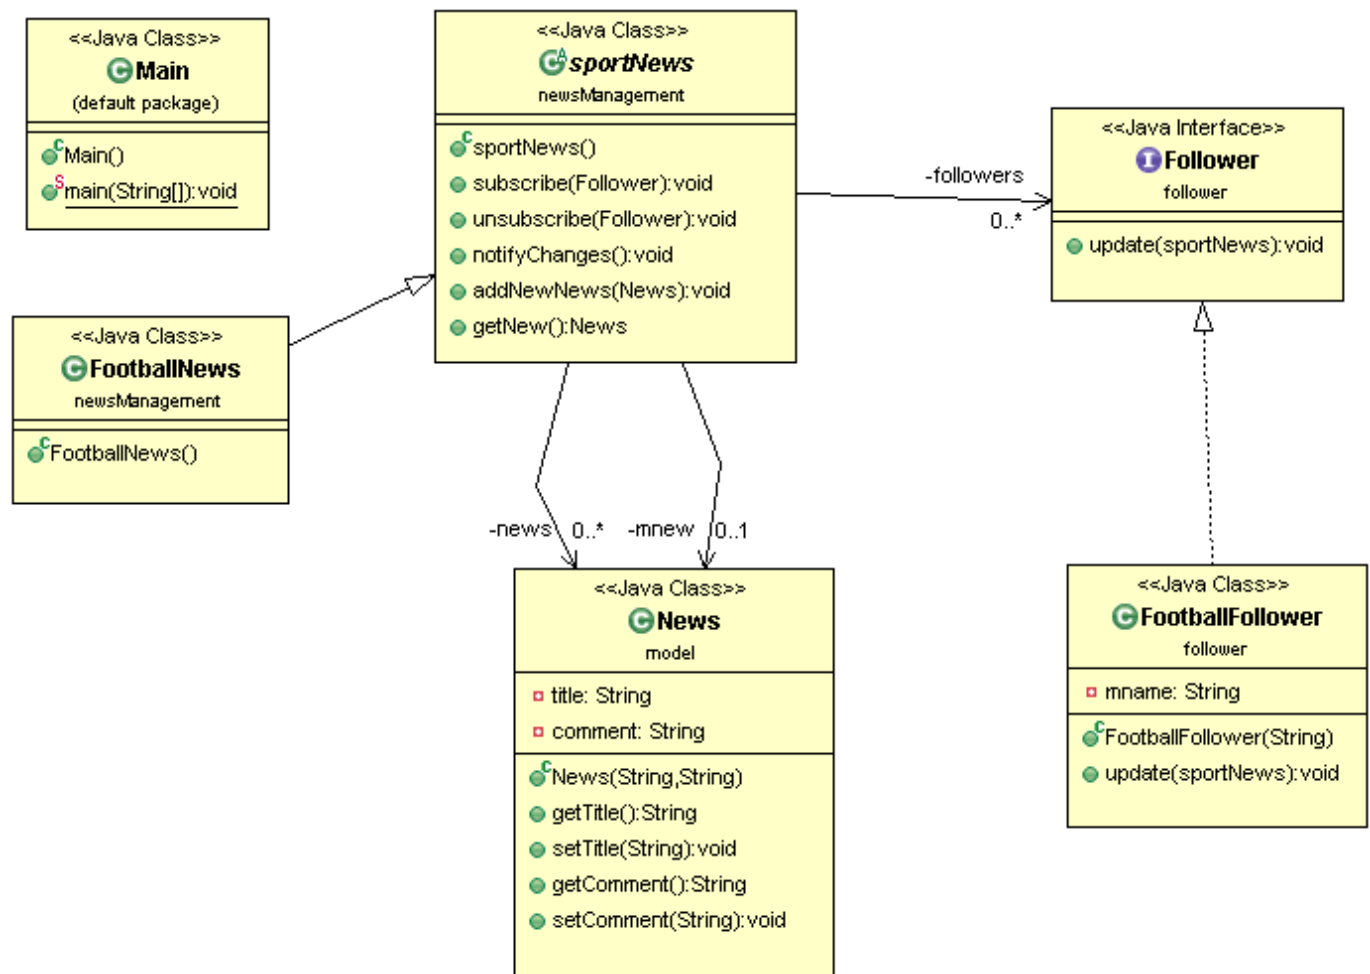 <<Java Class>>
Main
(default package)
Main()
main(String[]):void
<<Java Class>>
sportNews
newsManagement
sportNews()
subscribe(Follower):void
unsubscribe(Follower):void
notifyChanges():void
addNewNews(News):void
getNew():News
-followers
0..*
<<Java Interface>>
Follower
follower
update(sportNews):void
<<Java Class>>
FootballNews
newsManagement
FootballNews()
-news 0..*
-mnew 0..1
<<Java Class>>
News
model
title: String
comment: String
News(String,String)
getTitle():String
setTitle(String):void
getComment():String
setComment(String):void
<<Java Class>>
FootballFollower
follower
mname: String
FootballFollower(String)
update(sportNews):void